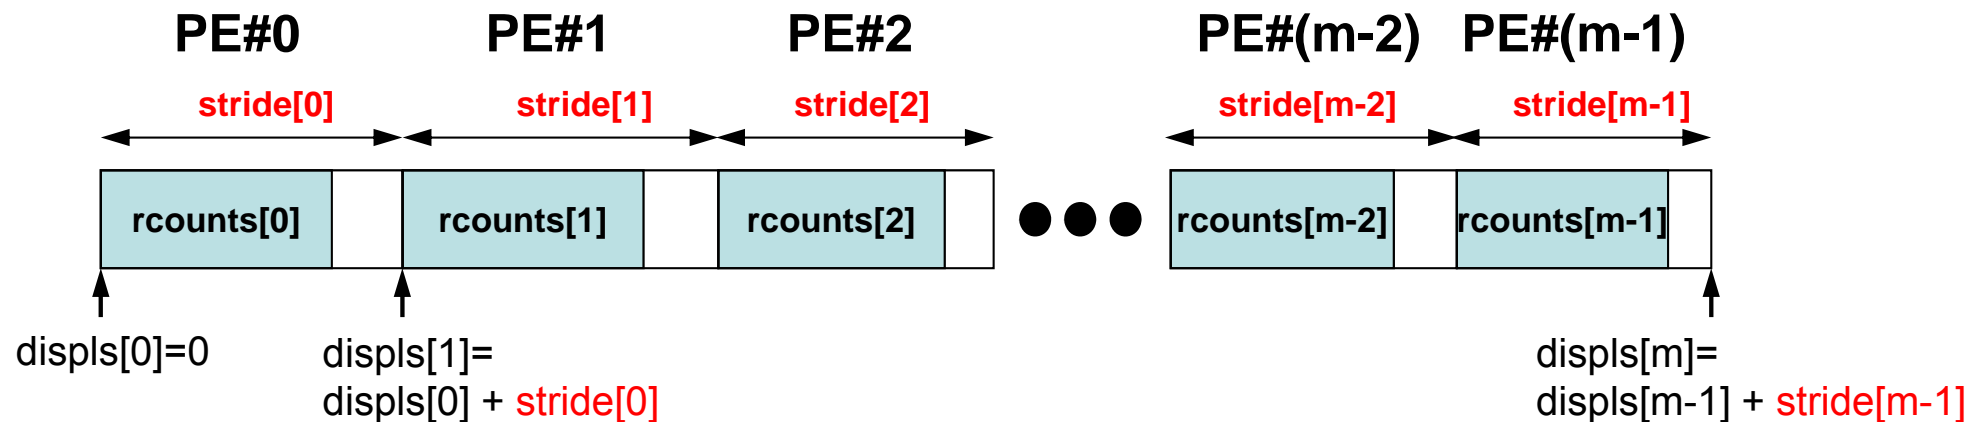 PE#0 PE#1 PE#2 PE#(m-2) PE#(m-1)
stride[0] stride[1] stride[2] stride[m-2] stride[m-1]
rcounts[0] rcounts[1] rcounts[2] rcounts[m-2] rcounts[m-1]
displs[0]=0 displs[1]= displs[m]=
displs[0] + stride[0] displs[m-1] + stride[m-1]